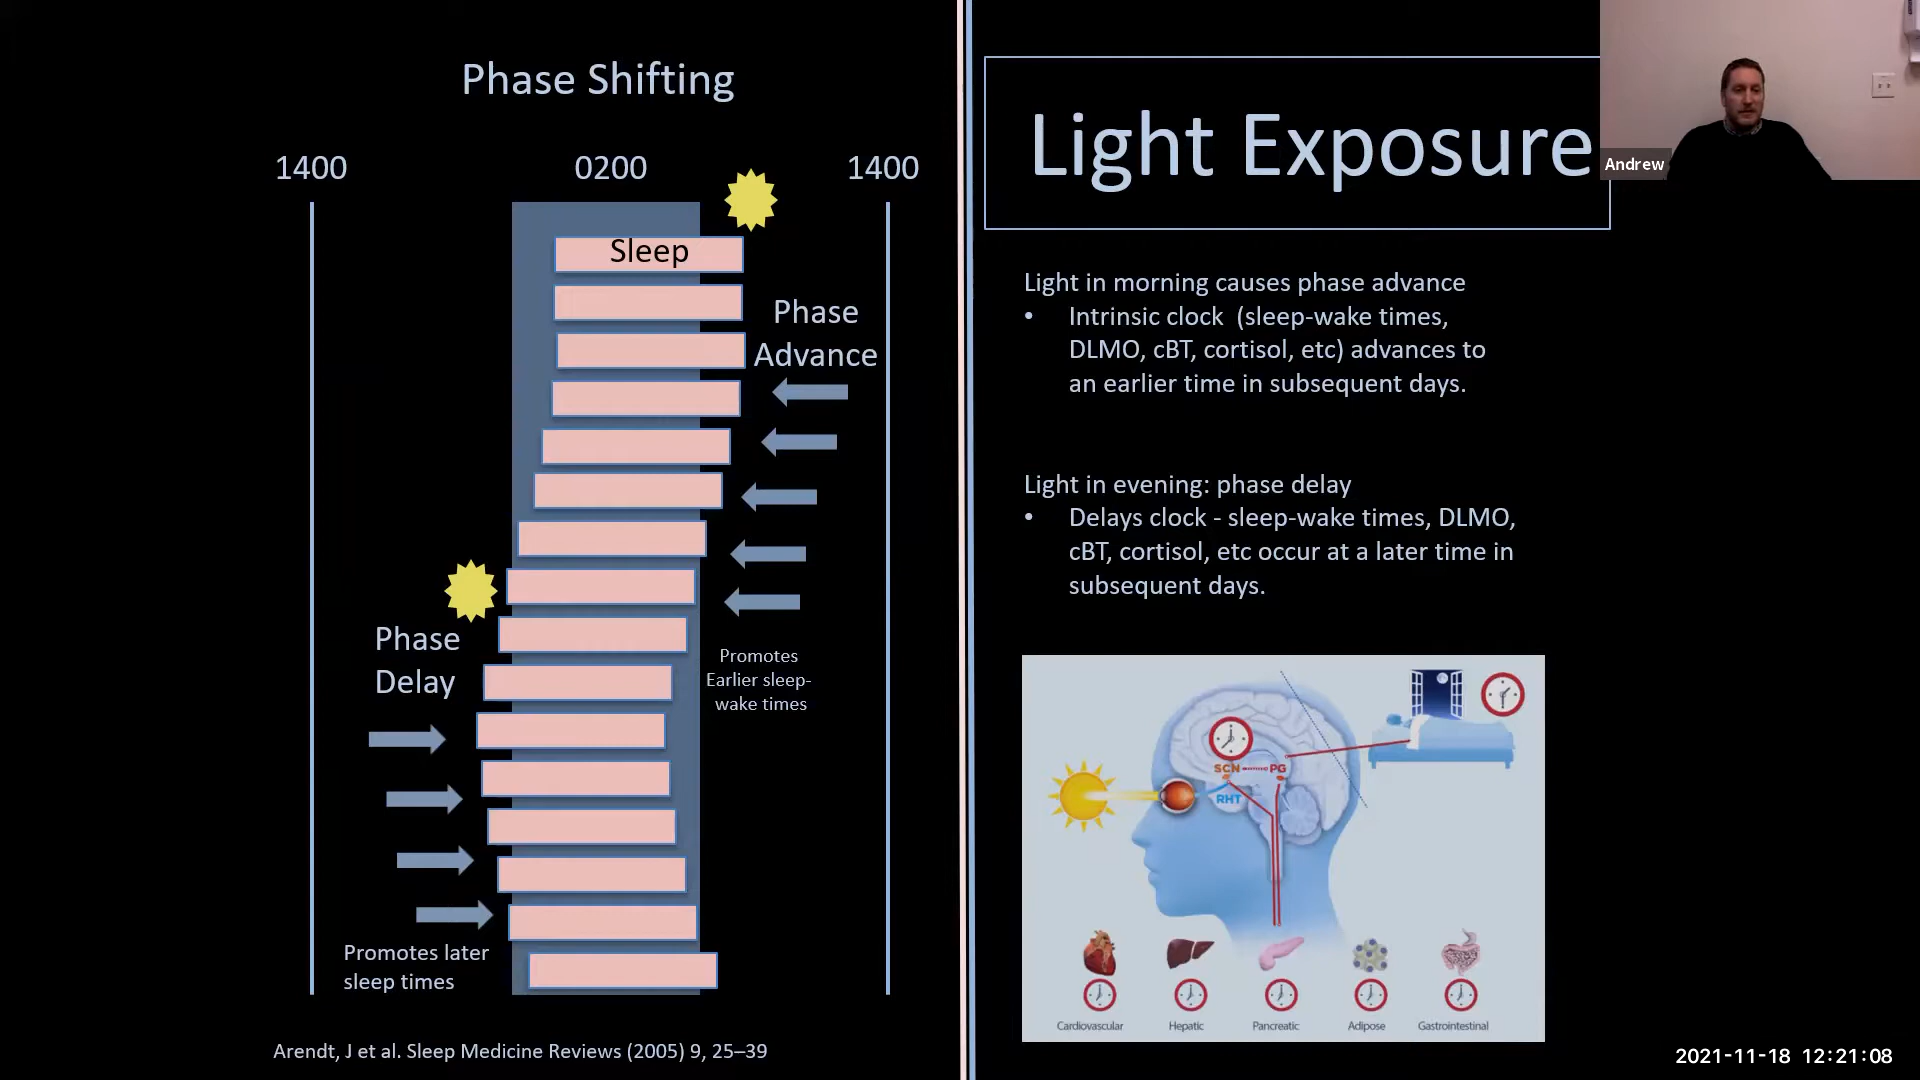 Phase Shifting
1400
0200
1400
Sleep
Phase
Advance
Phase
Delay
Promotes
Earlier sleep-
wake times
Promotes later
sleep times
Arendt, J et al. Sleep Medicine Reviews (2005) 9, 25–39
Light Exposure
Andrew
Light in morning causes phase advance
• Intrinsic clock (sleep-wake times,
DLMO, cBT, cortisol, etc) advances to
an earlier time in subsequent days.
Light in evening: phase delay
• Delays clock - sleep-wake times, DLMO,
cBT, cortisol, etc occur at a later time in
subsequent days.
SCN
PG
RHT
Cardiovascular
Hepatic
Pancreatic
Adipose
Gastrointestinal
2021-11-18 12:21:08